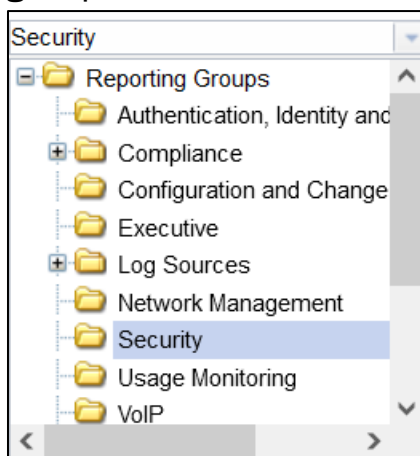 Security
Reporting Groups
Authentication, Identity and
Compliance
Configuration and Change
Executive
Log Sources
Network Management
Security
Usage Monitoring
VoIP